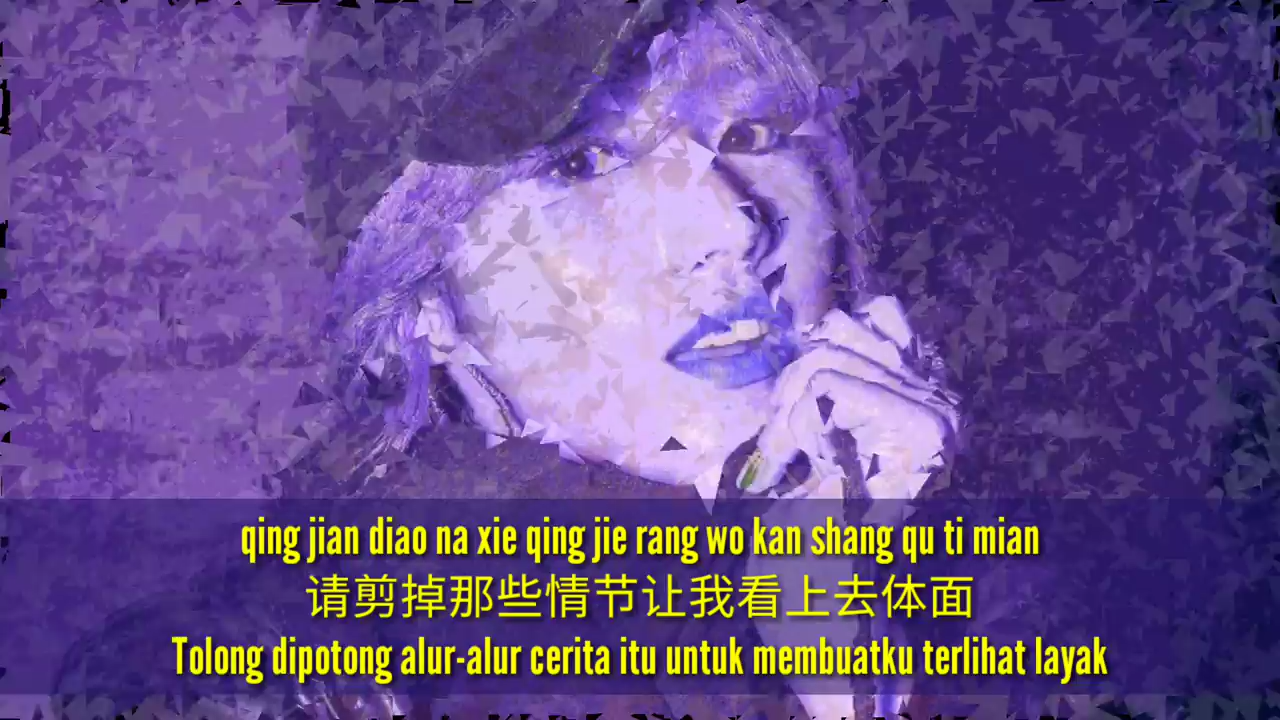 qing jian diao na xie qing jie rang wo kan shang qu ti mian
请剪掉那些情节让我看上去体面
Tolong dipotong alur-alur cerita itu untuk membuatku terlihat layak